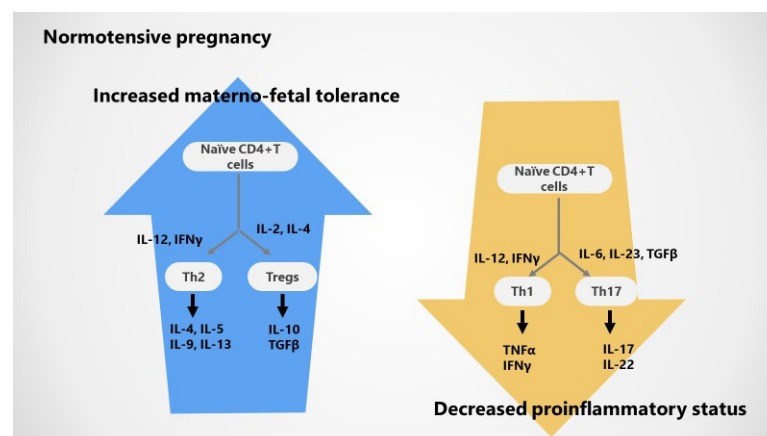 Normotensive pregnancy
Increased materno-fetal tolerance
Naïve CD4+T
cells
IL-12, IFNγ
IL-2, IL-4
Th2
Tregs
IL-4, IL-5
IL-9, IL-13
IL-10
TGFβ
Naïve CD4+T
cells
IL-12, IFNγ
IL-6, IL-23, TGFβ
Th1
Th17
TNFα
IFNγ
IL-17
IL-22
Decreased proinflammatory status